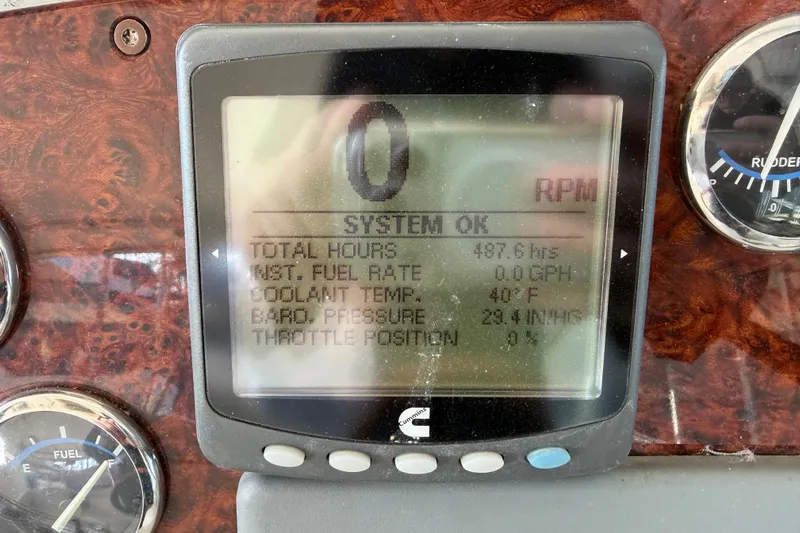 0
RPM
SYSTEM OK
TOTAL HOURS 487.6 hrs
INST. FUEL RATE 0.0 GPH
COOLANT TEMP. 40° F
BARO. PRESSURE 29.4 IN/HG
THROTTLE POSITION 0 %
Cummins
RUDDER
P
0
FUEL
E F